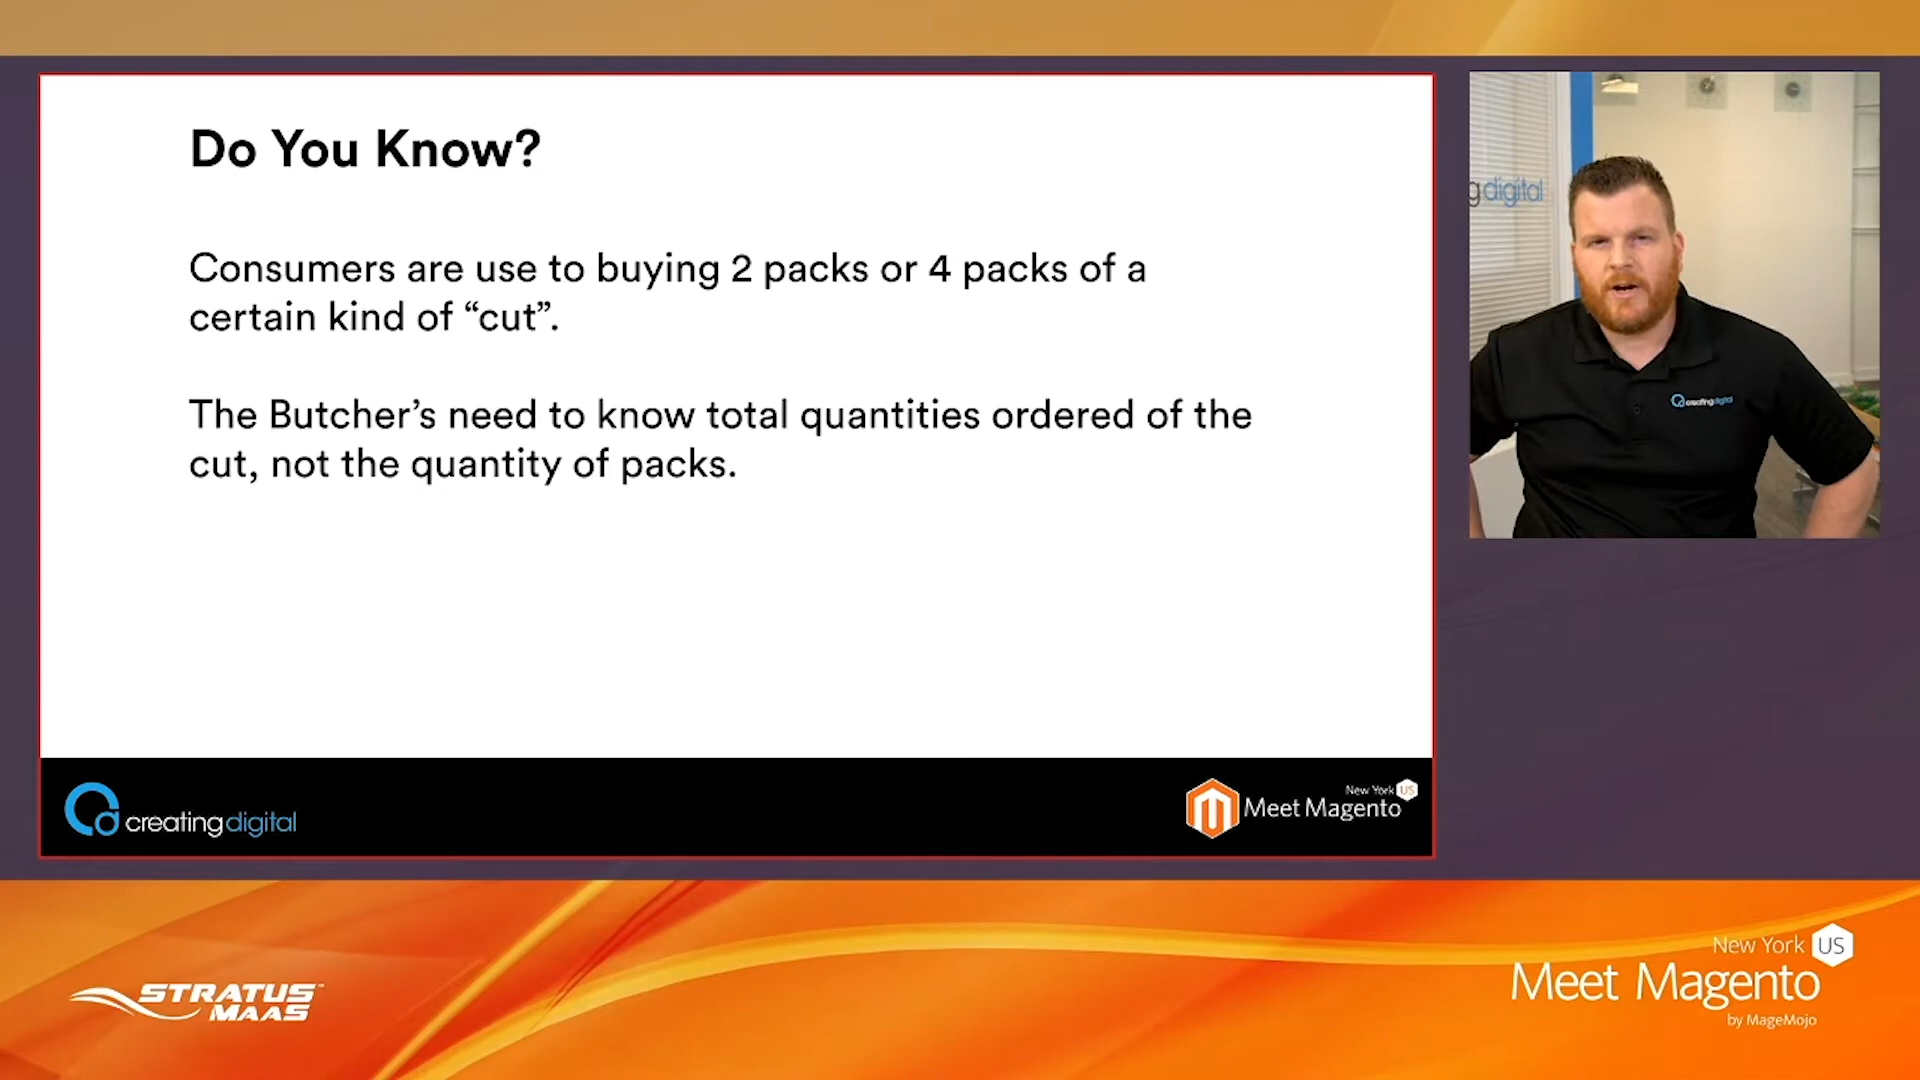 Do You Know?
Consumers are use to buying 2 packs or 4 packs of a
certain kind of “cut”.
The Butcher’s need to know total quantities ordered of the
cut, not the quantity of packs.
creatingdigital
New York US
Meet Magento
g digital
creatingdigital
STRATUS™
MAAS
New York US
Meet Magento
by MageMojo